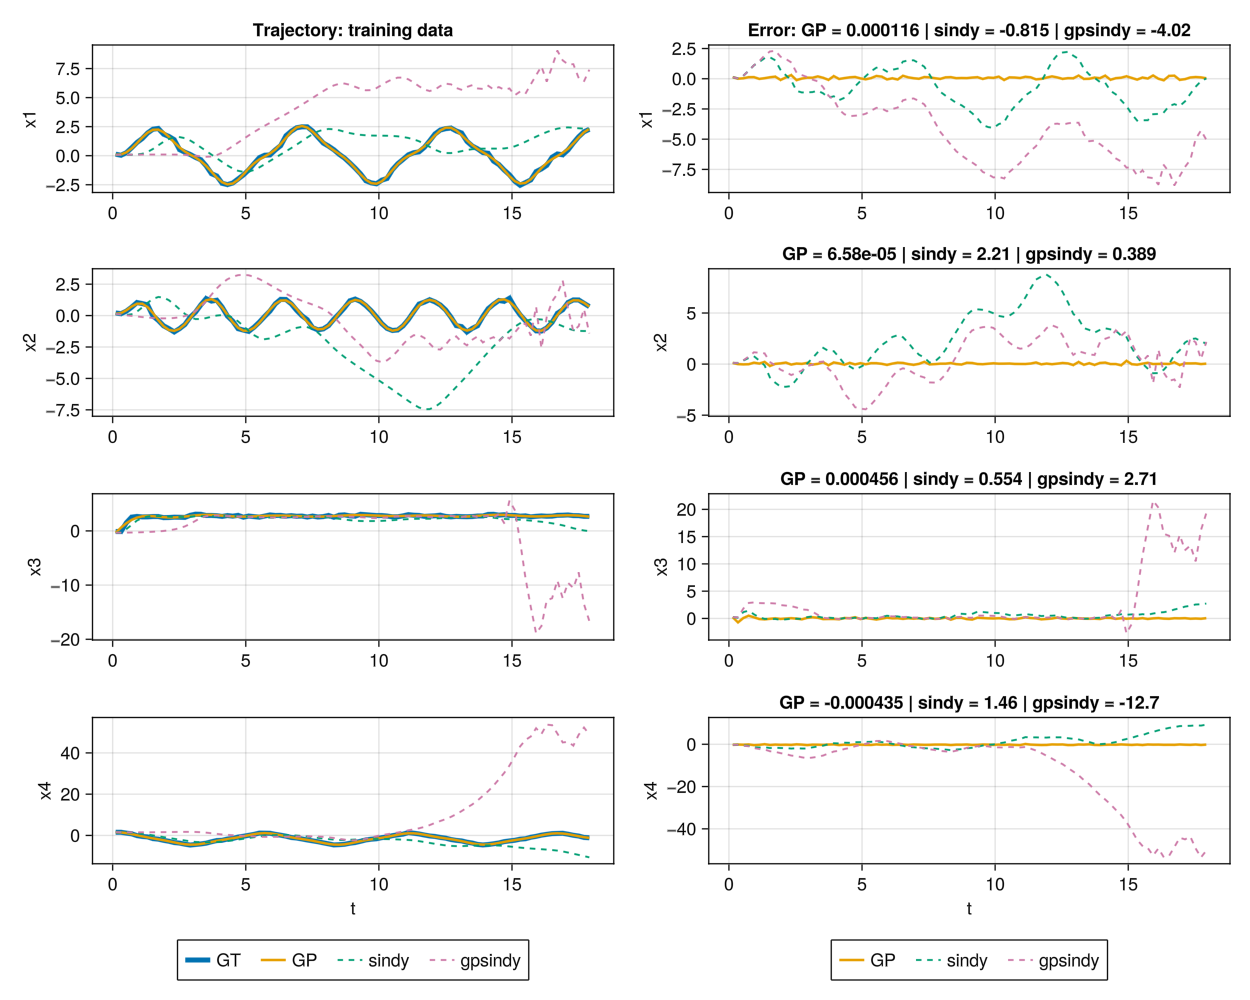 Trajectory: training data
x1
7.5
5.0
2.5
0.0
−2.5
0 5 10 15
Error: GP = 0.000116 | sindy = -0.815 | gpsindy = -4.02
x1
2.5
0.0
−2.5
−5.0
−7.5
0 5 10 15
x2
2.5
0.0
−2.5
−5.0
−7.5
0 5 10 15
GP = 6.58e-05 | sindy = 2.21 | gpsindy = 0.389
x2
5
0
−5
0 5 10 15
x3
0
−10
−20
0 5 10 15
GP = 0.000456 | sindy = 0.554 | gpsindy = 2.71
x3
20
15
10
5
0
0 5 10 15
x4
40
20
0
0 5 10 15
t
GP = -0.000435 | sindy = 1.46 | gpsindy = -12.7
x4
0
−20
−40
0 5 10 15
t
GT GP sindy gpsindy
GP sindy gpsindy